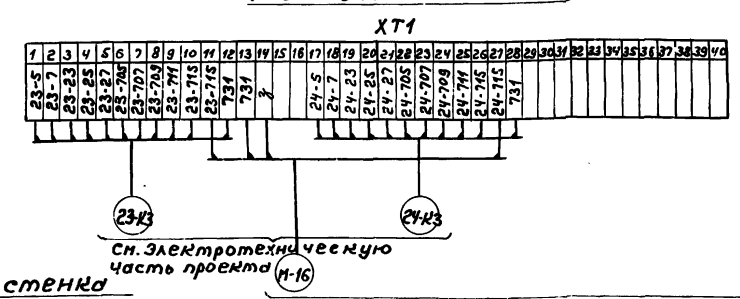 XT1
1 2 3 4 5 6 7 8 9 10 11 12 13 14 15 16 17 18 19 20 21 22 23 24 25 26 27 28 29 30 31 32 33 34 35 36 37 38 39 40
23-5 23-7 23-23 23-25 23-27 23-705 23-707 23-709 23-711 23-715 23-715 731 731 24-5 24-7 24-23 24-25 24-27 24-705 24-707 24-709 24-711 24-715 24-715 731
23-К3 24-К3
См. Электротехническую
часть проекта
М-16
стенка